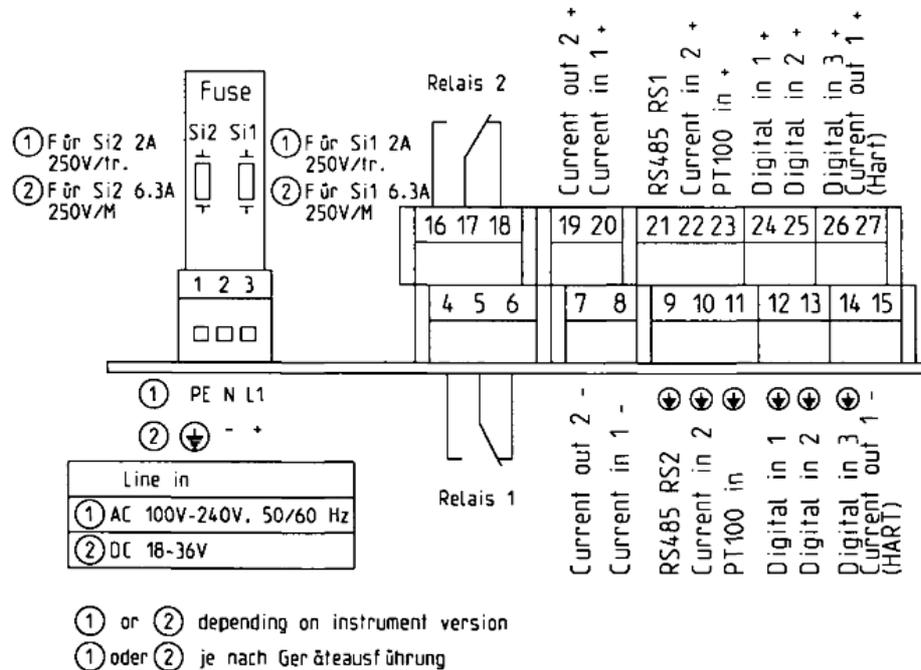 Fuse
Si2 Si1
① Für Si2 2A
250V/tr.
② Für Si2 6.3A
250V/M
① Für Si1 2A
250V/tr.
② Für Si1 6.3A
250V/M
1 2 3
① PE N L1
② - +
Line in
① AC 100V-240V. 50/60 Hz
② DC 18-36V
Relais 2
Current out 2 +
Current in 1 +
RS485 RS1
Current in 2 +
PT100 in +
Digital in 1 +
Digital in 2 +
Digital in 3 +
Current out 1 +
(Hart)
16 17 18 19 20 21 22 23 24 25 26 27
4 5 6 7 8 9 10 11 12 13 14 15
Relais 1
Current out 2 -
Current in 1 -
RS485 RS2
Current in 2
PT100 in
Digital in 1
Digital in 2
Digital in 3
Current out 1 -
(HART)
① or ② depending on instrument version
① oder ② je nach Geräteausführung